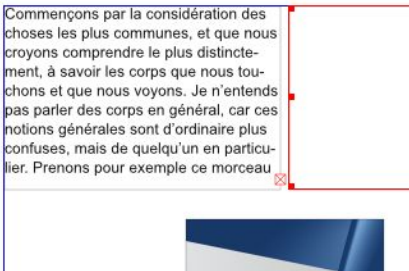 Commençons par la considération des
choses les plus communes, et que nous
croyons comprendre le plus distincte-
ment, à savoir les corps que nous tou-
chons et que nous voyons. Je n'entends
pas parler des corps en général, car ces
notions générales sont d'ordinaire plus
confuses, mais de quelqu'un en particu-
lier. Prenons pour exemple ce morceau